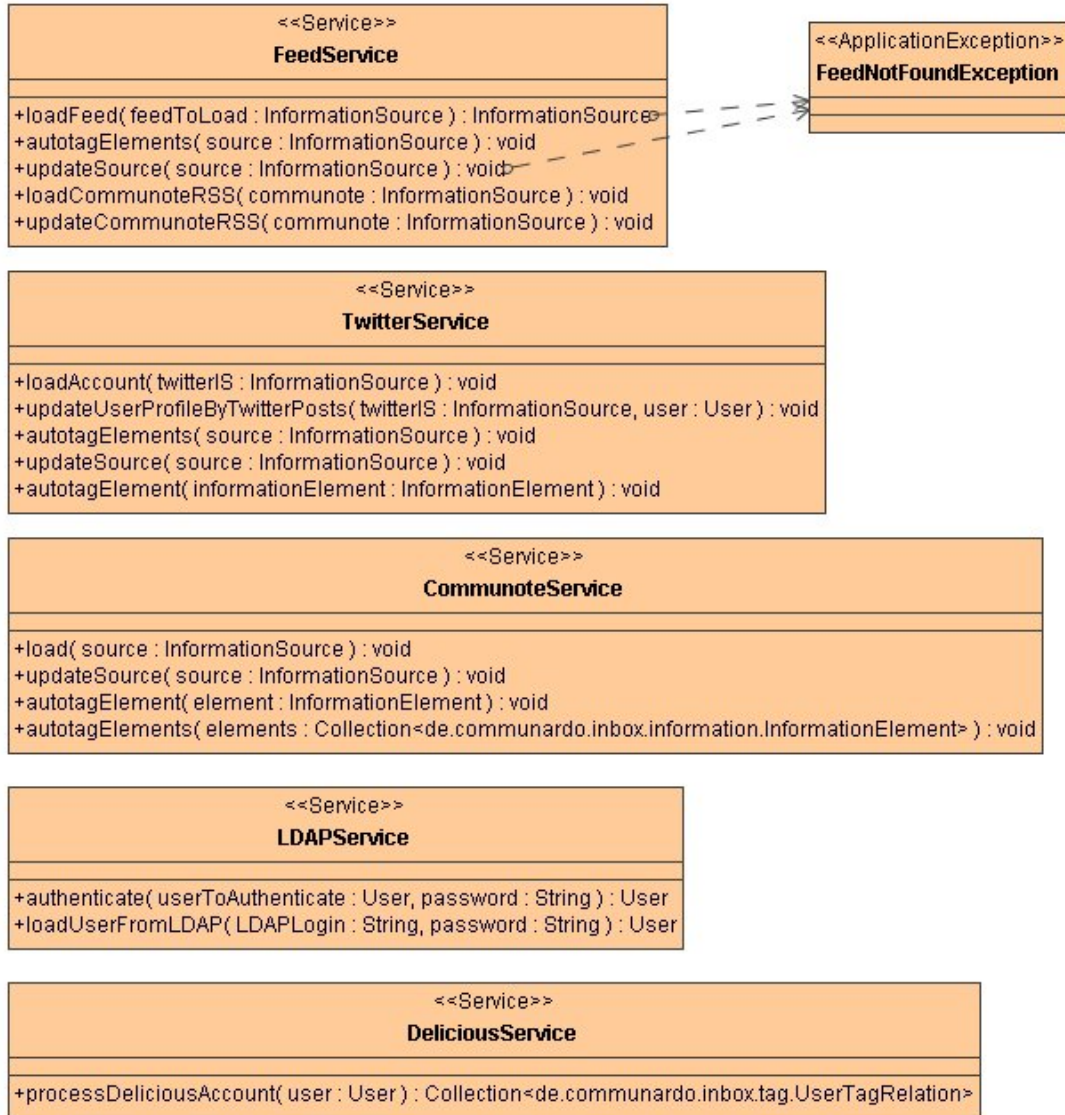 <<Service>>
FeedService
+loadFeed( feedToLoad : InformationSource ) : InformationSource
+autotagElements( source : InformationSource ) : void
+updateSource( source : InformationSource ) : void
+loadCommunoteRSS( communote : InformationSource ) : void
+updateCommunoteRSS( communote : InformationSource ) : void
<<ApplicationException>>
FeedNotFoundException
<<Service>>
TwitterService
+loadAccount( twitterIS : InformationSource ) : void
+updateUserProfileByTwitterPosts( twitterIS : InformationSource, user : User ) : void
+autotagElements( source : InformationSource ) : void
+updateSource( source : InformationSource ) : void
+autotagElement( informationElement : InformationElement ) : void
<<Service>>
CommunoteService
+load( source : InformationSource ) : void
+updateSource( source : InformationSource ) : void
+autotagElement( element : InformationElement ) : void
+autotagElements( elements : Collection<de.communardo.inbox.information.InformationElement> ) : void
<<Service>>
LDAPService
+authenticate( userToAuthenticate : User, password : String ) : User
+loadUserFromLDAP( LDAPLogin : String, password : String ) : User
<<Service>>
DeliciousService
+processDeliciousAccount( user : User ) : Collection<de.communardo.inbox.tag.UserTagRelation>